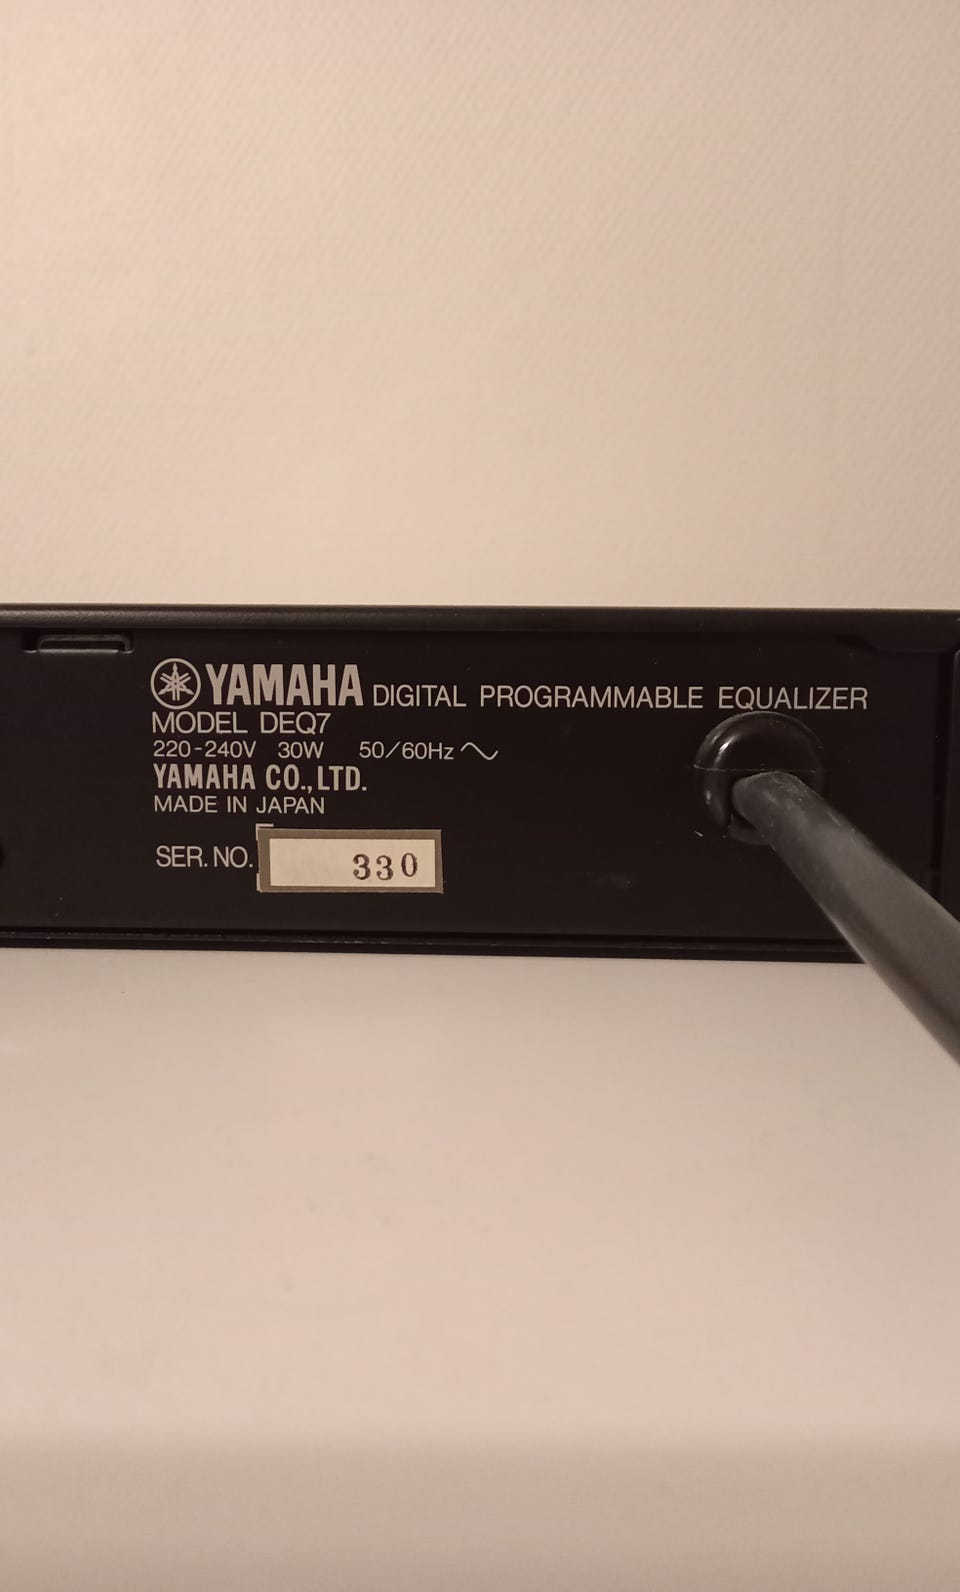 YAMAHA DIGITAL PROGRAMMABLE EQUALIZER
MODEL DEQ7
220-240V 30W 50/60Hz ∿
YAMAHA CO.,LTD.
MADE IN JAPAN
SER. NO. 330